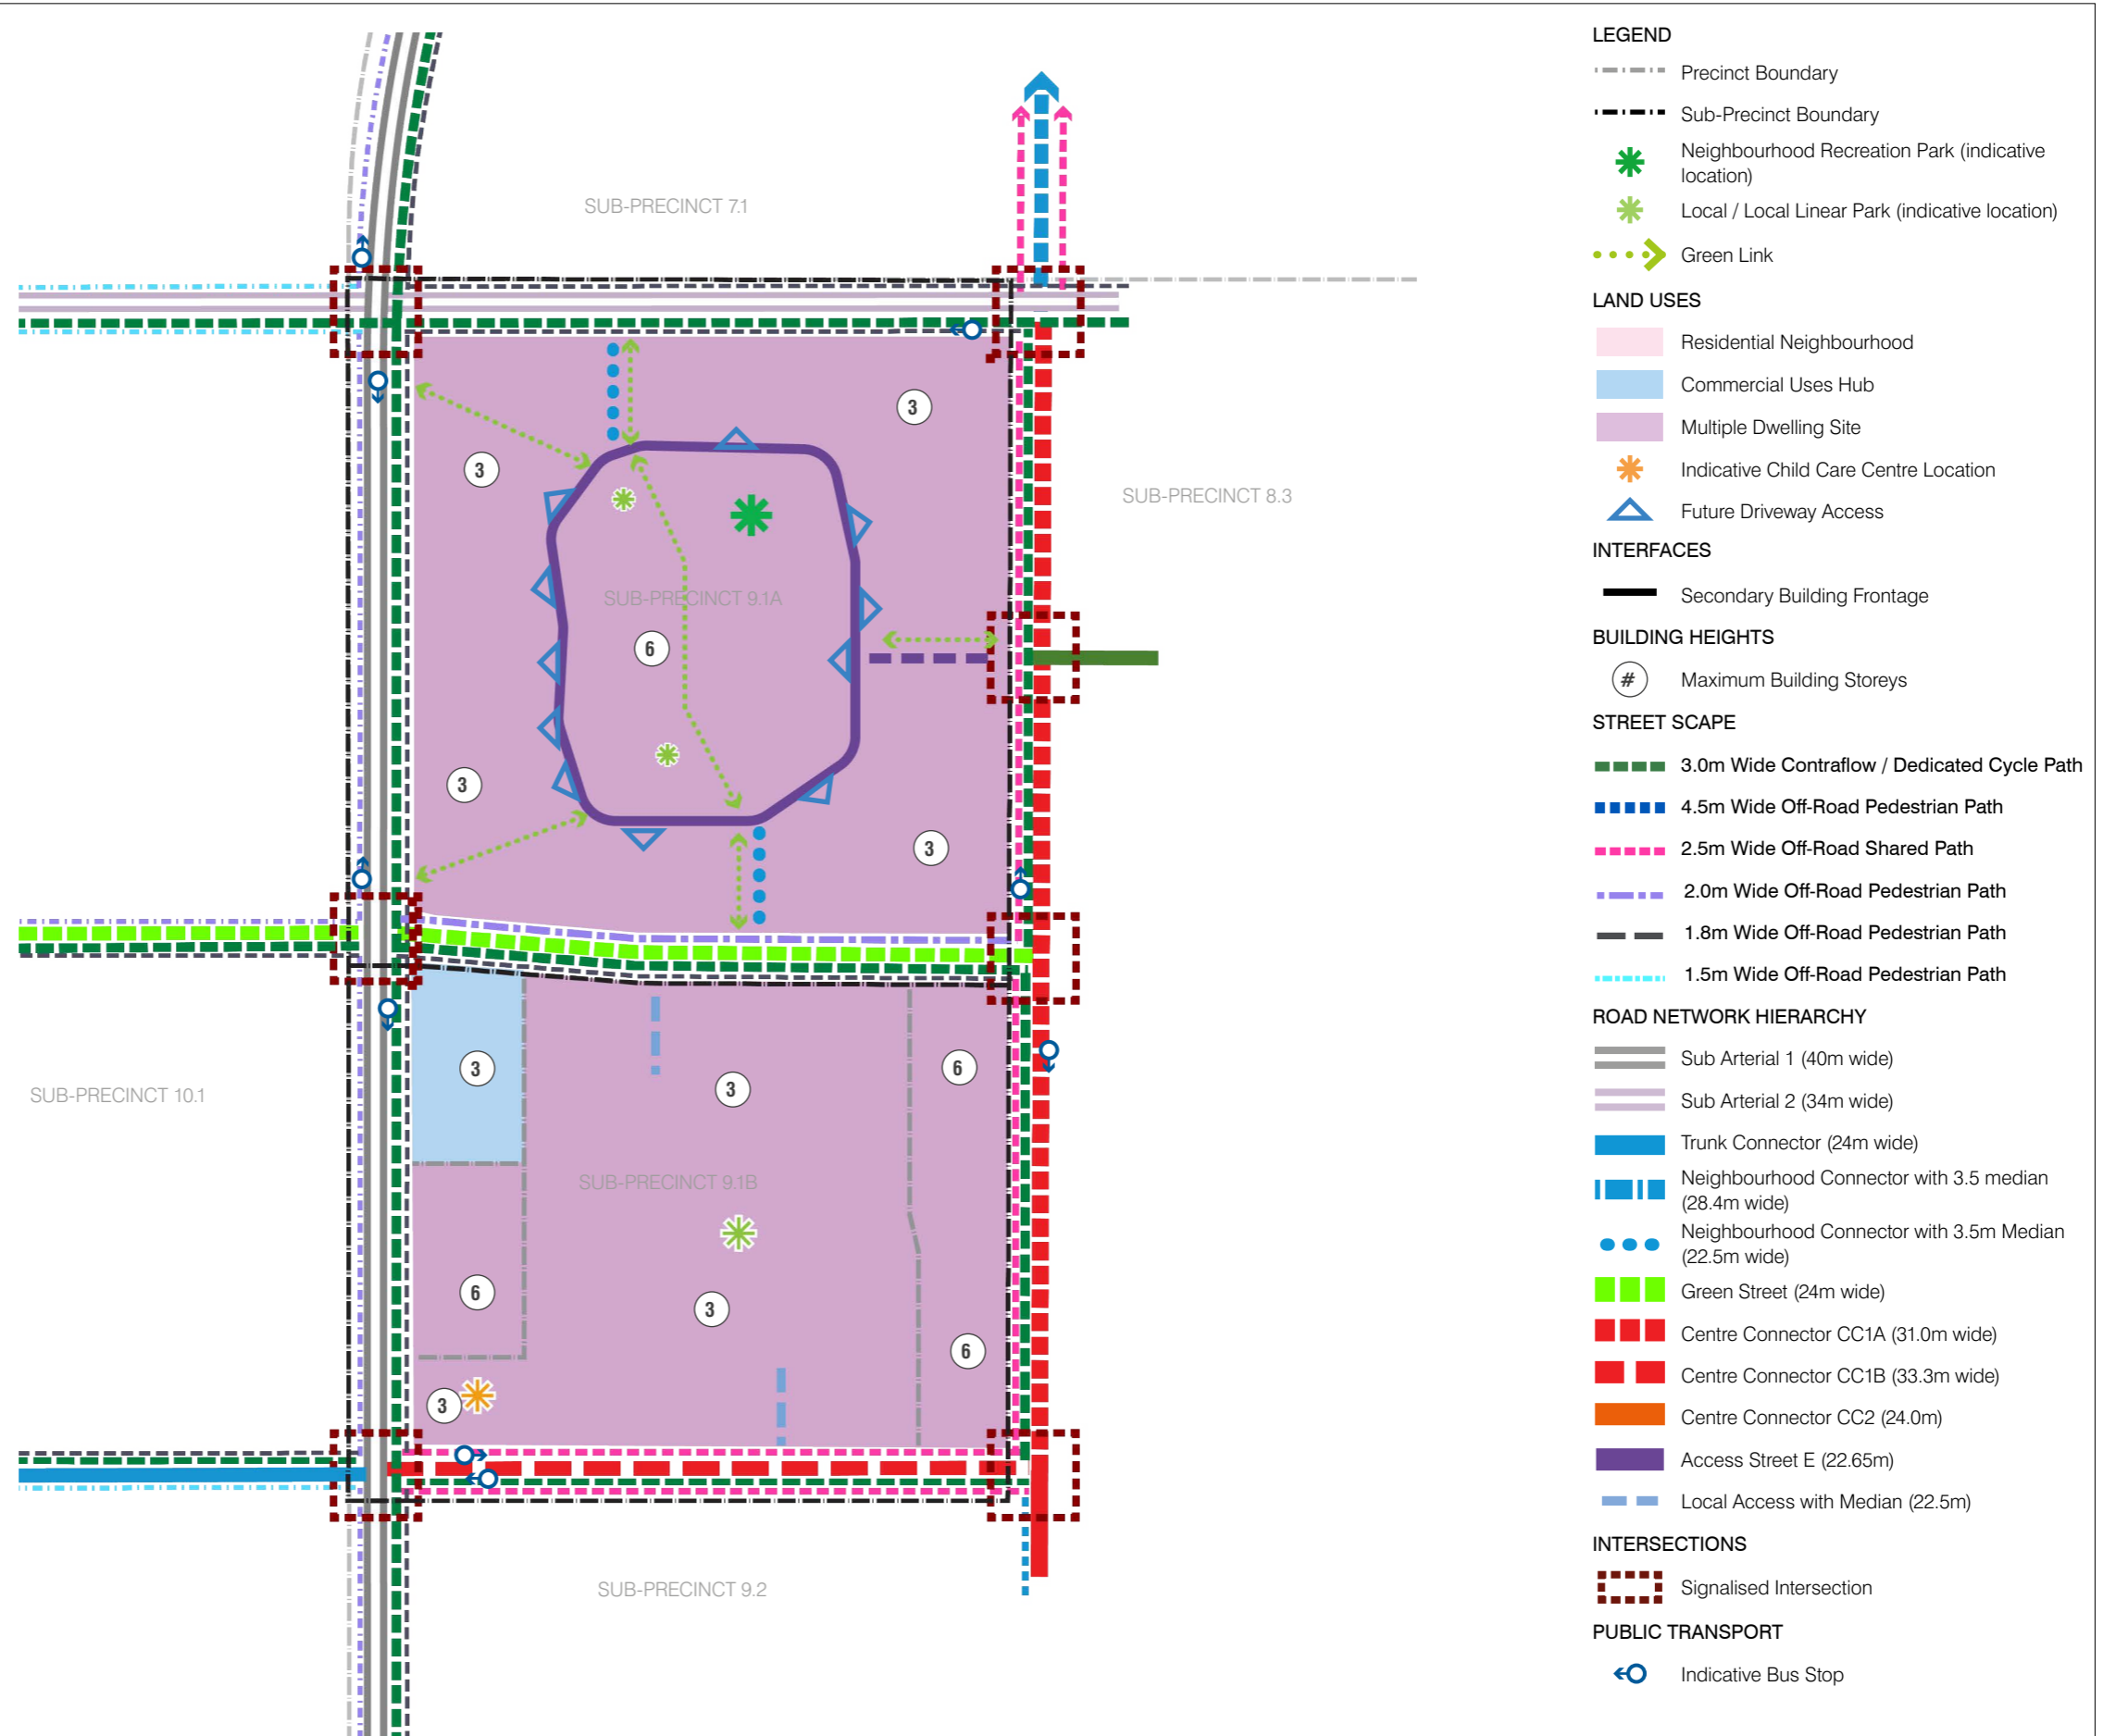 SUB-PRECINCT 7.1
3
3
SUB-PRECINCT 8.3
SUB-PRECINCT 9.1A
6
3
3
SUB-PRECINCT 10.1
3
3
6
SUB-PRECINCT 9.1B
6
3
6
3
SUB-PRECINCT 9.2
LEGEND
Precinct Boundary
Sub-Precinct Boundary
Neighbourhood Recreation Park (indicative
location)
Local / Local Linear Park (indicative location)
Green Link
LAND USES
Residential Neighbourhood
Commercial Uses Hub
Multiple Dwelling Site
Indicative Child Care Centre Location
Future Driveway Access
INTERFACES
Secondary Building Frontage
BUILDING HEIGHTS
# Maximum Building Storeys
STREET SCAPE
3.0m Wide Contraflow / Dedicated Cycle Path
4.5m Wide Off-Road Pedestrian Path
2.5m Wide Off-Road Shared Path
2.0m Wide Off-Road Pedestrian Path
1.8m Wide Off-Road Pedestrian Path
1.5m Wide Off-Road Pedestrian Path
ROAD NETWORK HIERARCHY
Sub Arterial 1 (40m wide)
Sub Arterial 2 (34m wide)
Trunk Connector (24m wide)
Neighbourhood Connector with 3.5 median
(28.4m wide)
Neighbourhood Connector with 3.5m Median
(22.5m wide)
Green Street (24m wide)
Centre Connector CC1A (31.0m wide)
Centre Connector CC1B (33.3m wide)
Centre Connector CC2 (24.0m)
Access Street E (22.65m)
Local Access with Median (22.5m)
INTERSECTIONS
Signalised Intersection
PUBLIC TRANSPORT
Indicative Bus Stop